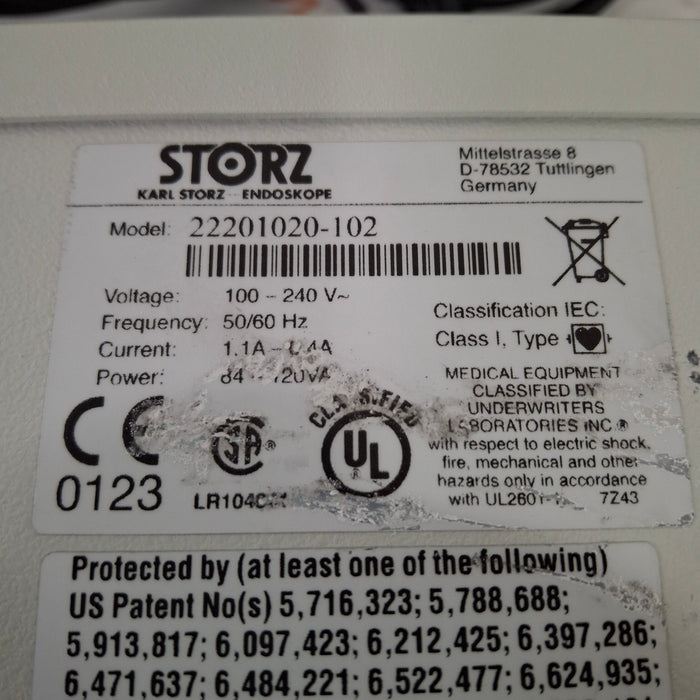 STORZ
KARL STORZ ENDOSKOPE
Mittelstrasse 8
D-78532 Tuttlingen
Germany
Model: 22201020-102
Voltage: 100 - 240 V~
Frequency: 50/60 Hz
Current: 1.1A
Power:
Classification IEC:
Class I, Type
CE
0123
SA ®
CLASSIFIED
UL
MEDICAL EQUIPMENT
CLASSIFIED BY
UNDERWRITERS
LABORATORIES INC ®
with respect to electric shock,
fire, mechanical and other
hazards only in accordance
with 7Z43
Protected by (at least one of the following)
US Patent No(s) 5,716,323; 5,788,688;
5,913,817; 6,097,423; 6,212,425; 6,397,286;
6,471,637; 6,484,221; 6,522,477; 6,624,935;